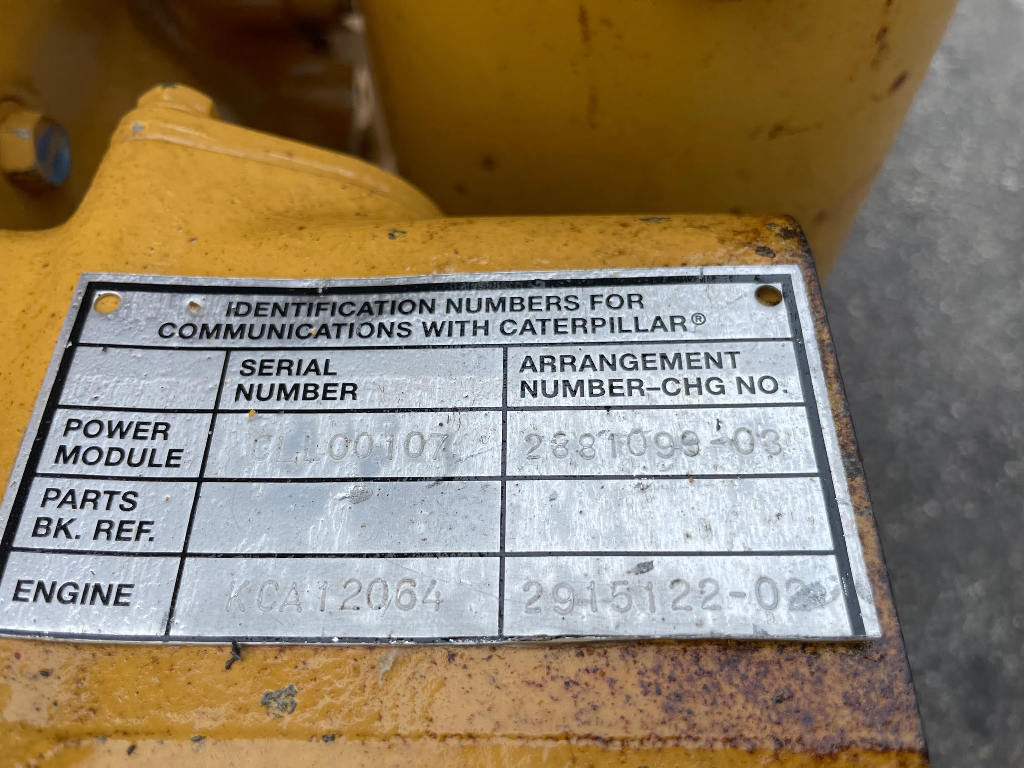 IDENTIFICATION NUMBERS FOR
COMMUNICATIONS WITH CATERPILLAR®
SERIAL
NUMBER
ARRANGEMENT
NUMBER-CHG NO.
POWER
MODULE
2881099-03
PARTS
BK. REF.
ENGINE
KCA12064
2915122-02